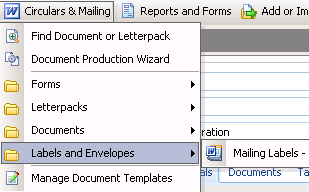 Circulars & Mailing Reports and Forms Add or Im
Find Document or Letterpack
Document Production Wizard
Forms
Letterpacks
Documents
ration
Labels and Envelopes Mailing Labels -
Manage Document Templates als Documents Tas